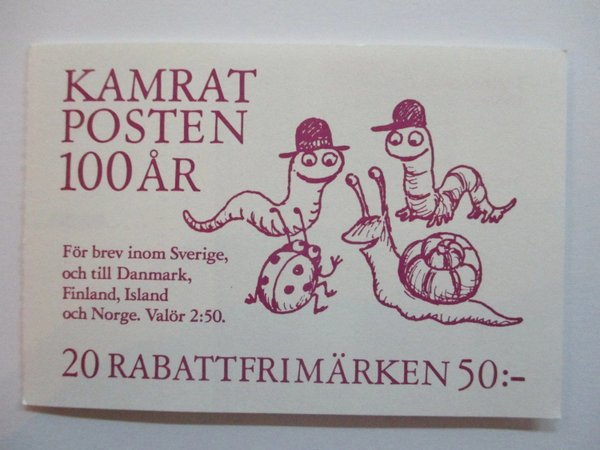 KAMRAT
POSTEN
100 ÅR
För brev inom Sverige,
och till Danmark,
Finland, Island
och Norge. Valör 2:50.
20 RABATTFRIMÄRKEN 50:-